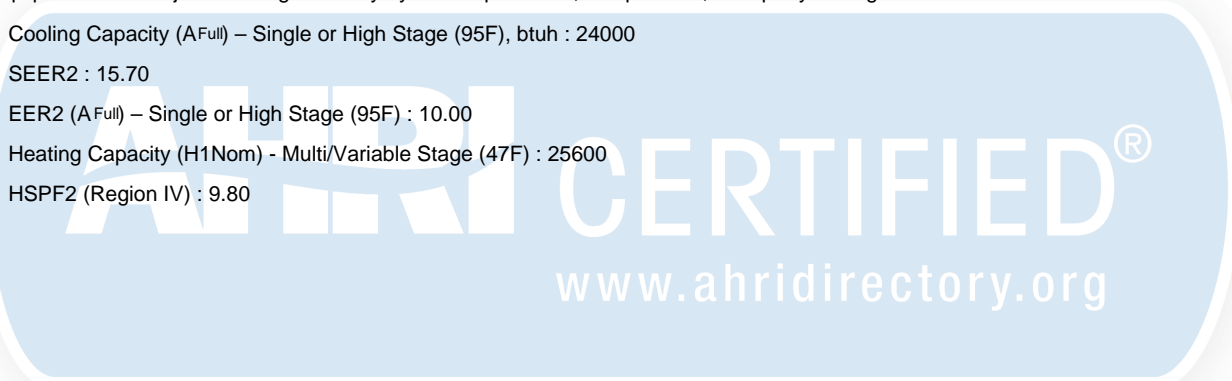 Cooling Capacity (AFull) – Single or High Stage (95F), btuh : 24000
SEER2 : 15.70
EER2 (AFull) – Single or High Stage (95F) : 10.00
Heating Capacity (H1Nom) - Multi/Variable Stage (47F) : 25600
HSPF2 (Region IV) : 9.80
AHRI CERTIFIED®
www.ahridirectory.org